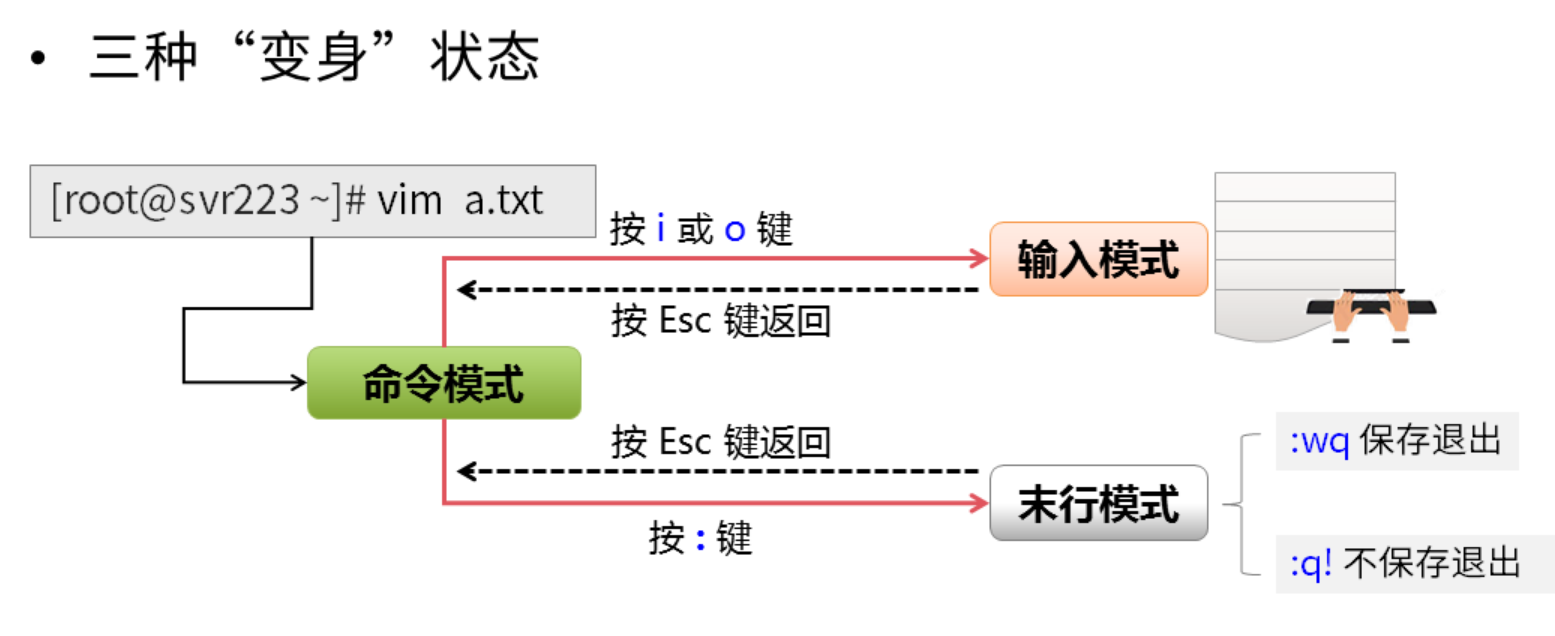 • 三种“变身”状态
[root@svr223 ~]# vim  a.txt
按 i 或 o 键
输入模式
按 Esc 键返回
命令模式
按 Esc 键返回
:wq 保存退出
末行模式
按 : 键
:q! 不保存退出